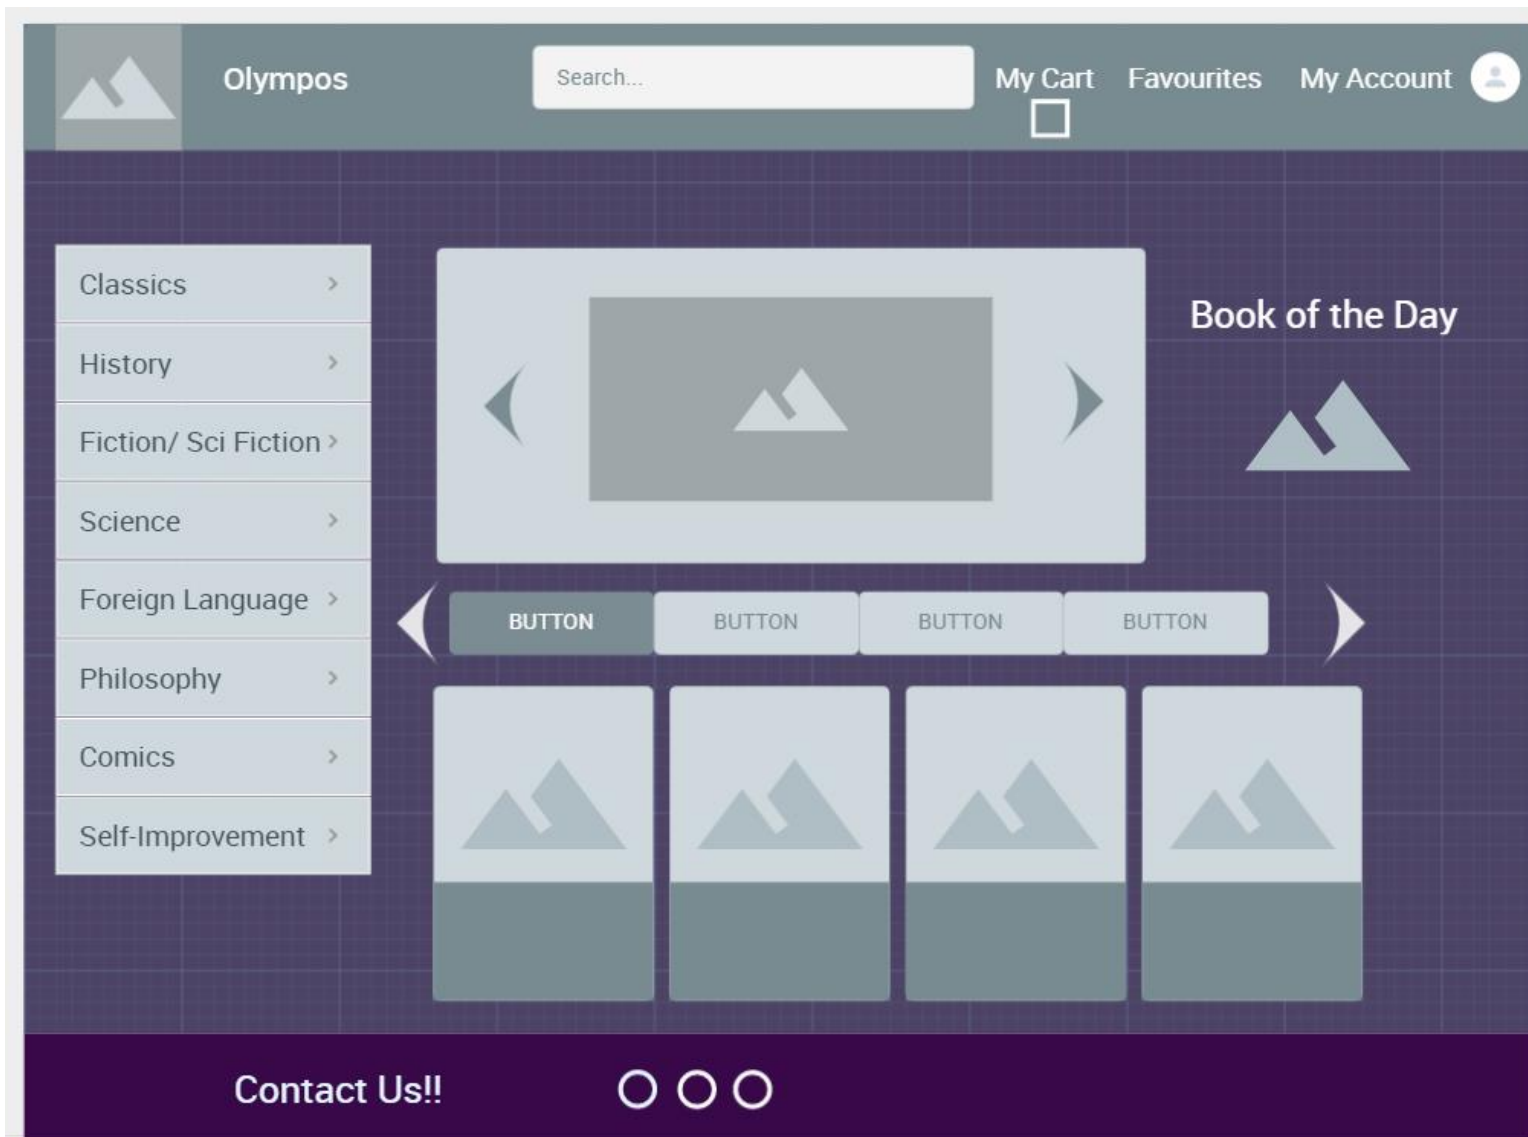 Olympos
Search...
My Cart
Favourites
My Account
Classics
History
Fiction/ Sci Fiction
Science
Foreign Language
Philosophy
Comics
Self-Improvement
Book of the Day
BUTTON
BUTTON
BUTTON
BUTTON
Contact Us!!